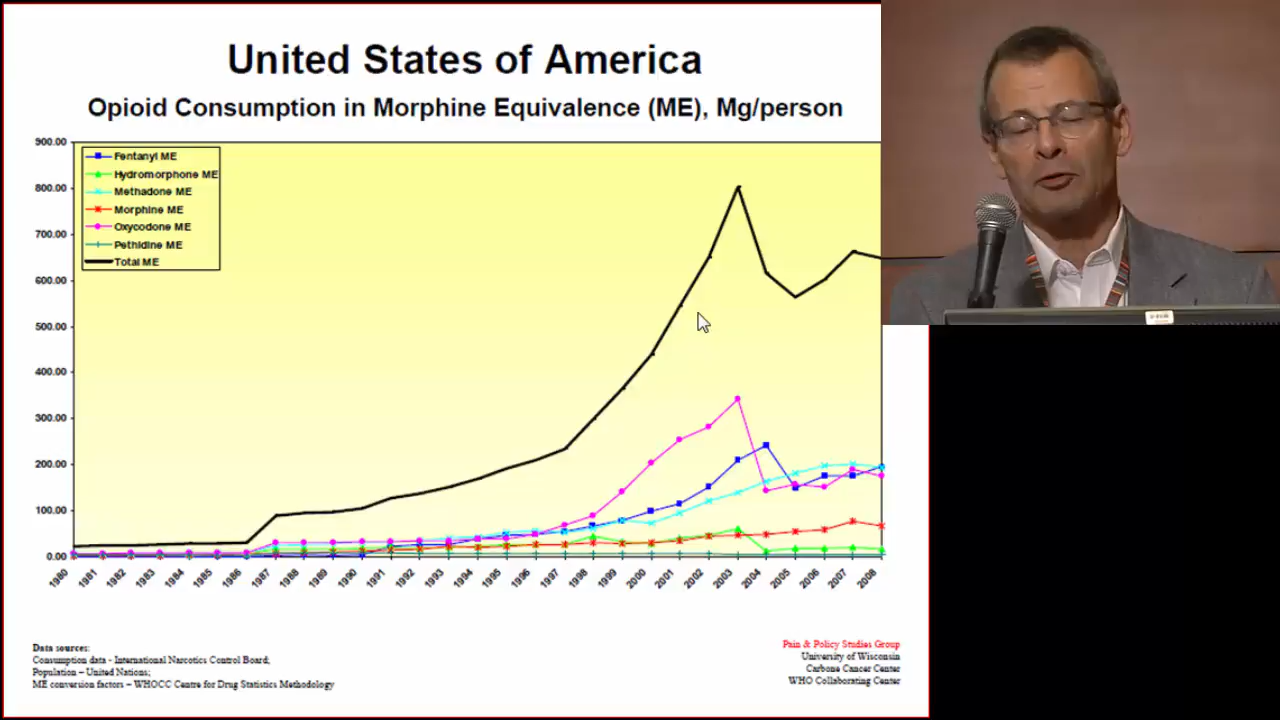 United States of America
Opioid Consumption in Morphine Equivalence (ME), Mg/person
900.00
800.00
700.00
600.00
500.00
400.00
300.00
200.00
100.00
0.00
Fentanyl ME
Hydromorphone ME
Methadone ME
Morphine ME
Oxycodone ME
Pethidine ME
Total ME
1980 1981 1982 1983 1984 1985 1986 1987 1988 1989 1990 1991 1992 1993 1994 1995 1996 1997 1998 1999 2000 2001 2002 2003 2004 2005 2006 2007 2008
Data sources:
Consumption data - International Narcotics Control Board;
Population – United Nations;
ME conversion factors – WHOCC Centre for Drug Statistics Methodology
Pain & Policy Studies Group
University of Wisconsin
Carbone Cancer Center
WHO Collaborating Center